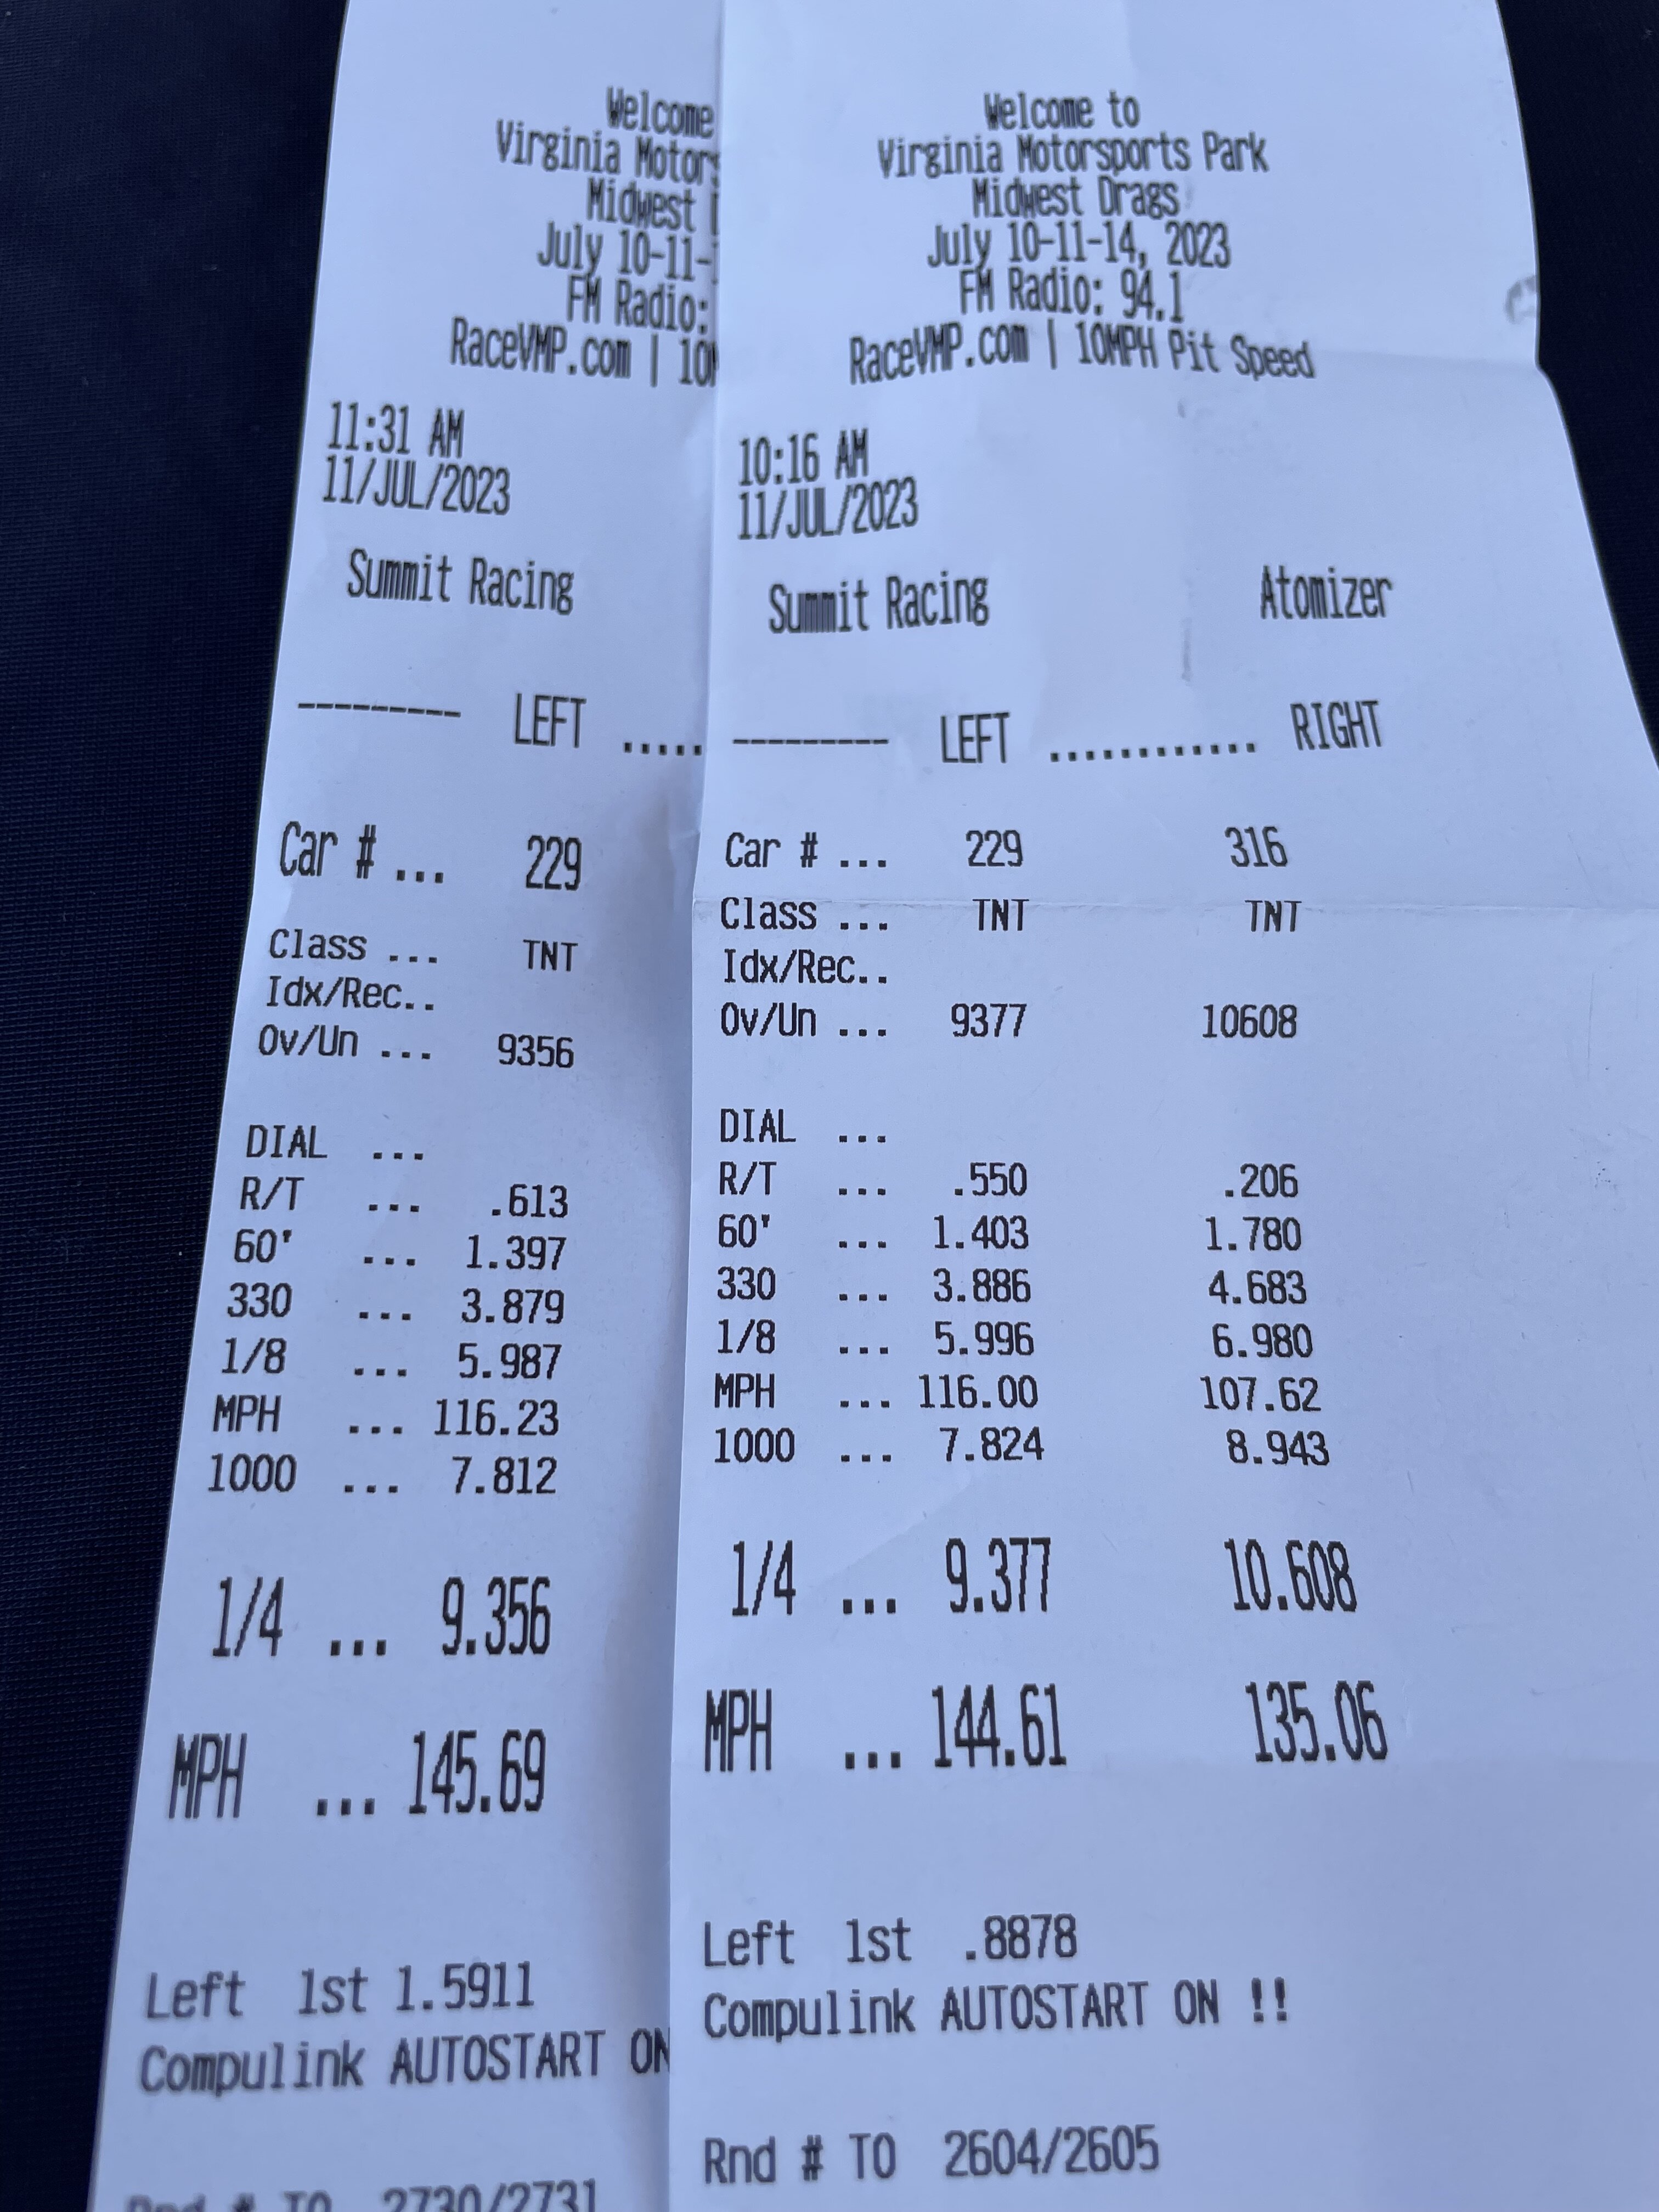 Welcome
Virginia Motors
Midwest
July 10-11-
FM Radio:
RaceVMP.com | 10
11:31 AM
11/JUL/2023
Summit Racing
--------- LEFT .....
Car # ... 229
Class ... TNT
Idx/Rec..
Ov/Un ... 9356
DIAL ...
R/T ... .613
60' ... 1.397
330 ... 3.879
1/8 ... 5.987
MPH ... 116.23
1000 ... 7.812
1/4 ... 9.356
MPH ... 145.69
Left 1st 1.5911
Compulink AUTOSTART ON
Rnd # TO 2730/2731
Welcome to
Virginia Motorsports Park
Midwest Drags
July 10-11-14, 2023
FM Radio: 94.1
RaceVMP.com | 10MPH Pit Speed
10:16 AM
11/JUL/2023
Summit Racing Atomizer
--------- LEFT ............ RIGHT
Car # ... 229 316
Class ... TNT TNT
Idx/Rec..
Ov/Un ... 9377 10608
DIAL ...
R/T ... .550 .206
60' ... 1.403 1.780
330 ... 3.886 4.683
1/8 ... 5.996 6.980
MPH ... 116.00 107.62
1000 ... 7.824 8.943
1/4 ... 9.377 10.608
MPH ... 144.61 135.06
Left 1st .8878
Compulink AUTOSTART ON !!
Rnd # TO 2604/2605